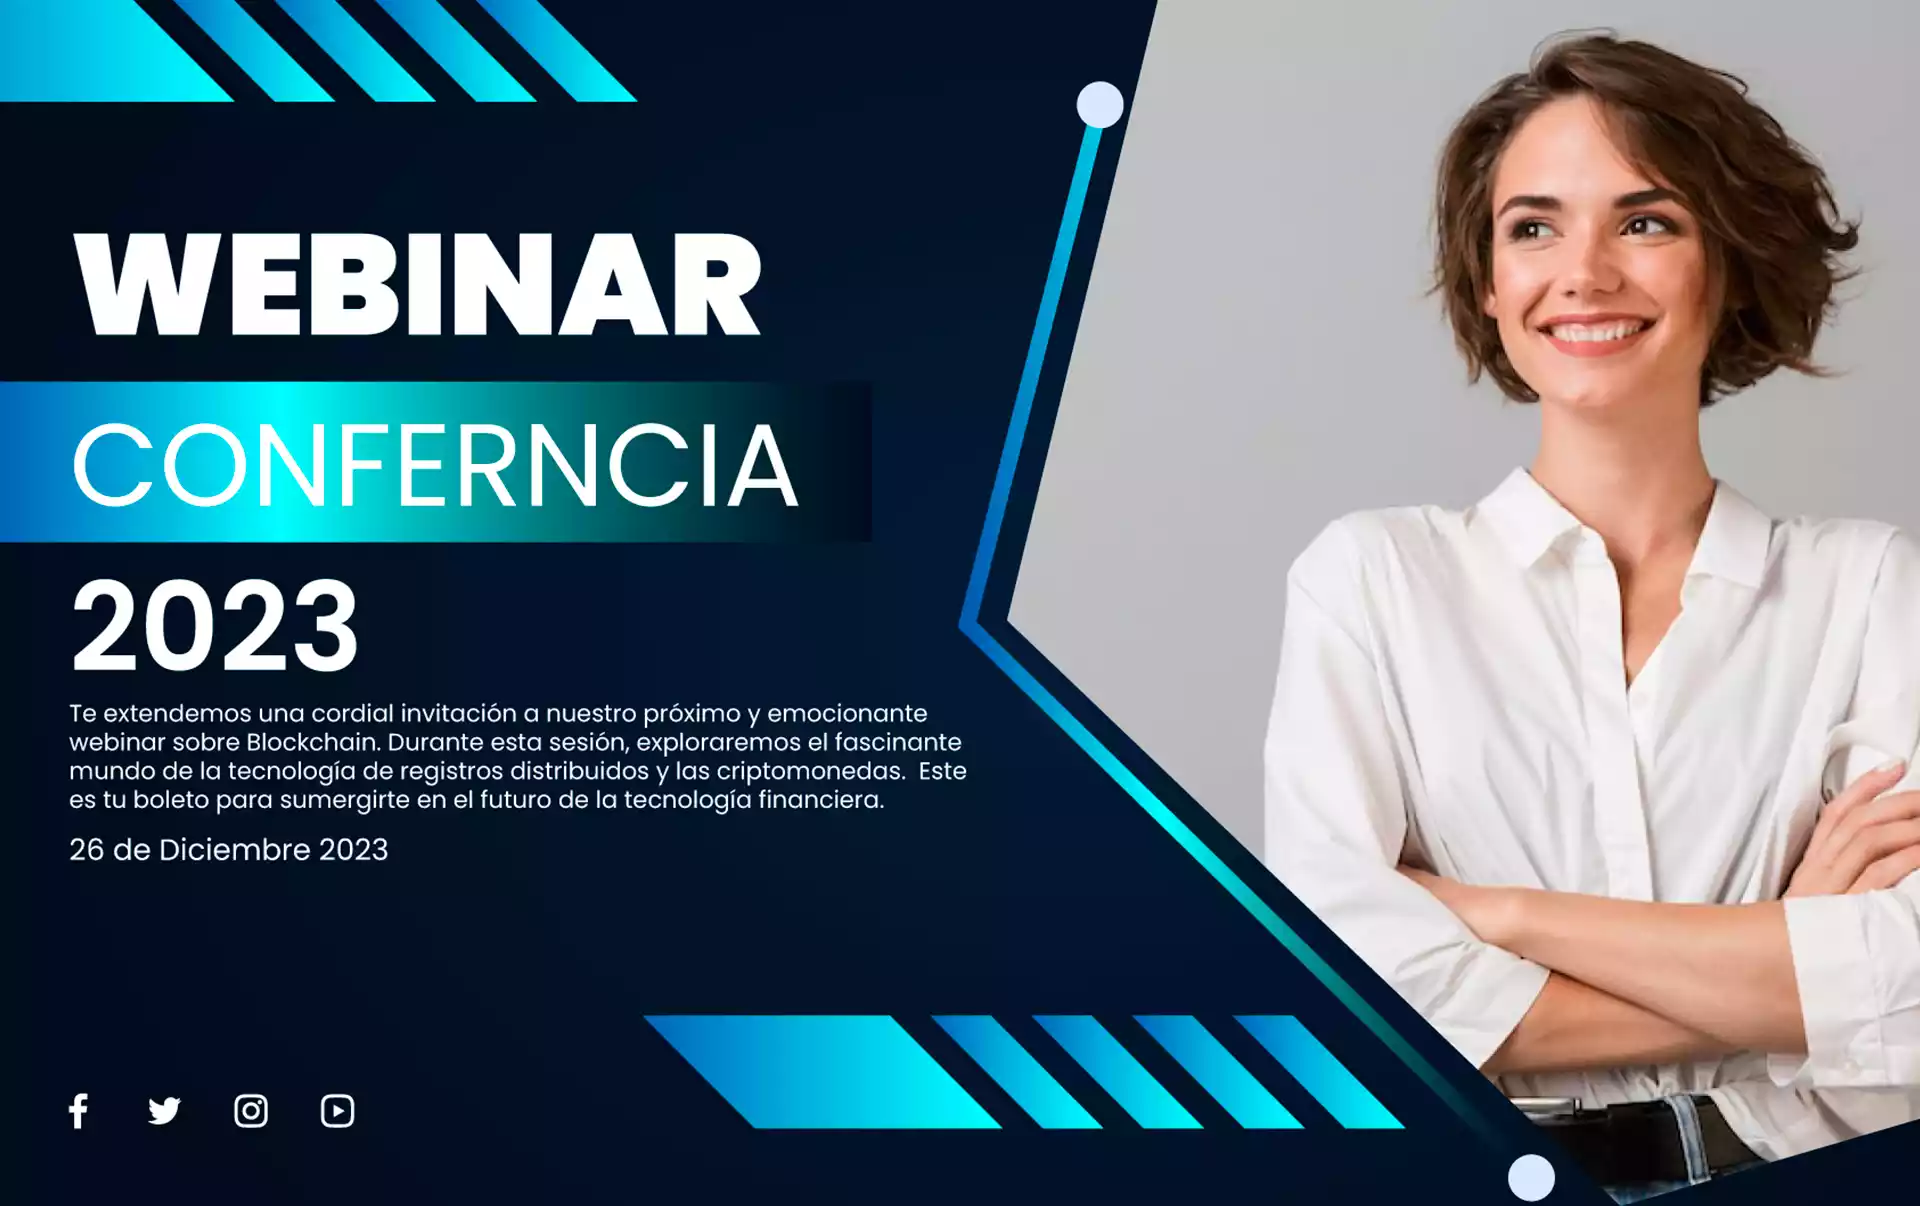 WEBINAR
CONFERNCIA
2023
Te extendemos una cordial invitación a nuestro próximo y emocionante
webinar sobre Blockchain. Durante esta sesión, exploraremos el fascinante
mundo de la tecnología de registros distribuidos y las criptomonedas.  Este
es tu boleto para sumergirte en el futuro de la tecnología financiera.
26 de Diciembre 2023